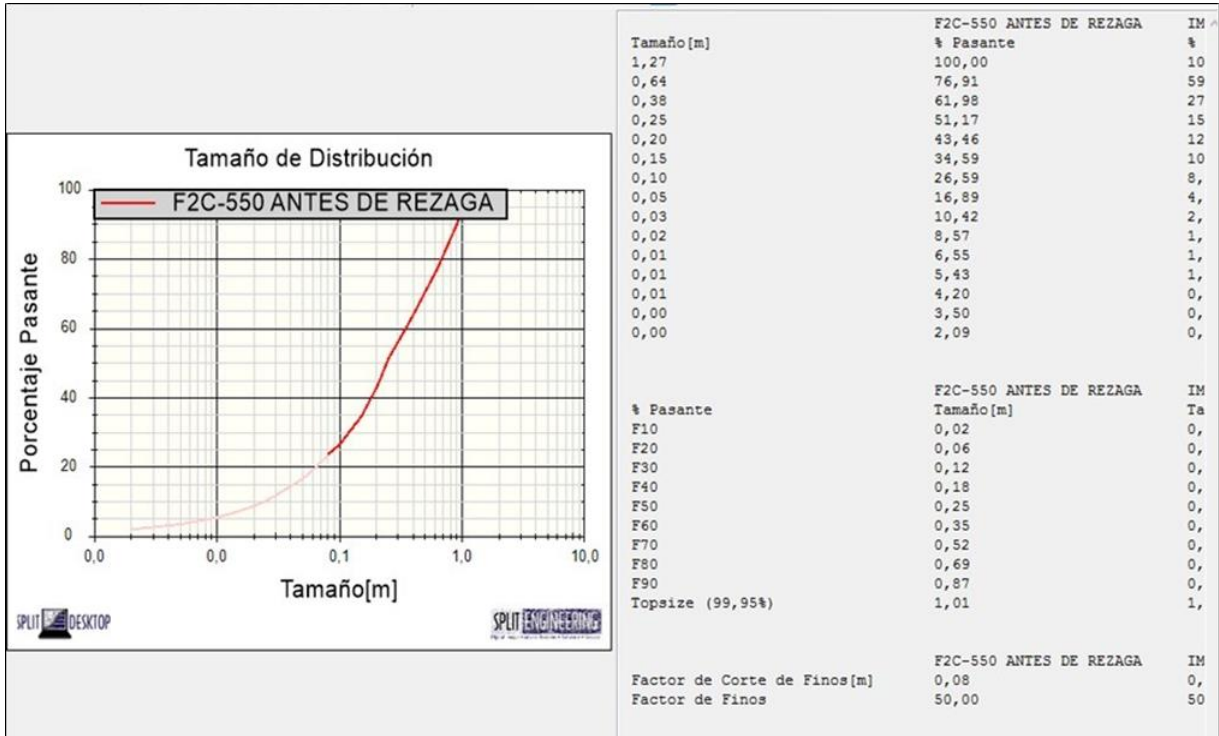 Tamaño de Distribución
F2C-550 ANTES DE REZAGA
Porcentaje Pasante
100
80
60
40
20
0
0,0 0,0 0,1 1,0 10,0
Tamaño[m]
SPLIT DESKTOP
SPLIT ENGINEERING
F2C-550 ANTES DE REZAGA IM
Tamaño[m] % Pasante %
1,27 100,00 10
0,64 76,91 59
0,38 61,98 27
0,25 51,17 15
0,20 43,46 12
0,15 34,59 10
0,10 26,59 8,
0,05 16,89 4,
0,03 10,42 2,
0,02 8,57 1,
0,01 6,55 1,
0,01 5,43 1,
0,01 4,20 0,
0,00 3,50 0,
0,00 2,09 0,
F2C-550 ANTES DE REZAGA IM
% Pasante Tamaño[m] Ta
F10 0,02 0,
F20 0,06 0,
F30 0,12 0,
F40 0,18 0,
F50 0,25 0,
F60 0,35 0,
F70 0,52 0,
F80 0,69 0,
F90 0,87 0,
Topsize (99,95%) 1,01 1,
F2C-550 ANTES DE REZAGA IM
Factor de Corte de Finos[m] 0,08 0,
Factor de Finos 50,00 50